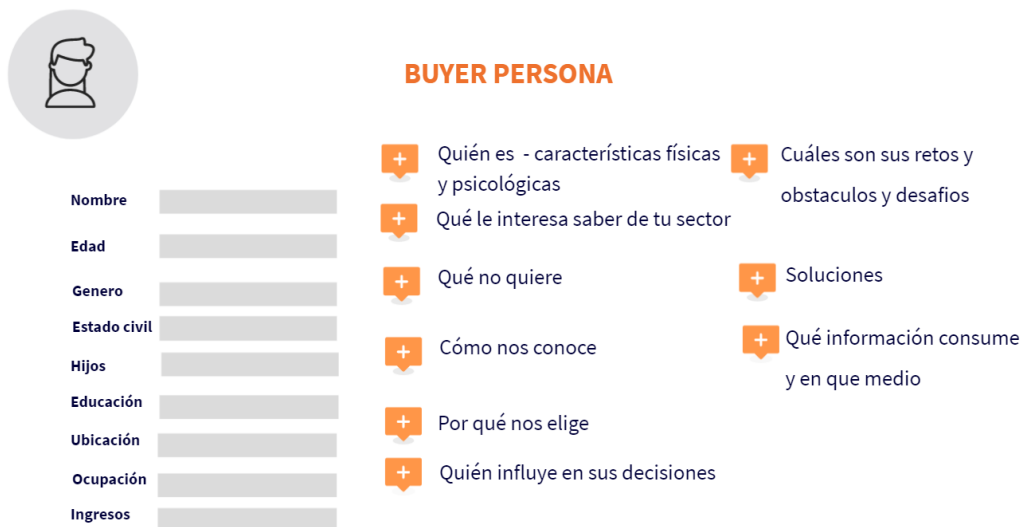 BUYER PERSONA
Nombre
Edad
Genero
Estado civil
Hijos
Educación
Ubicación
Ocupación
Ingresos
Quién es - características físicas
y psicológicas
Qué le interesa saber de tu sector
Qué no quiere
Cómo nos conoce
Por qué nos elige
Quién influye en sus decisiones
Cuáles son sus retos y
obstaculos y desafios
Soluciones
Qué información consume
y en que medio